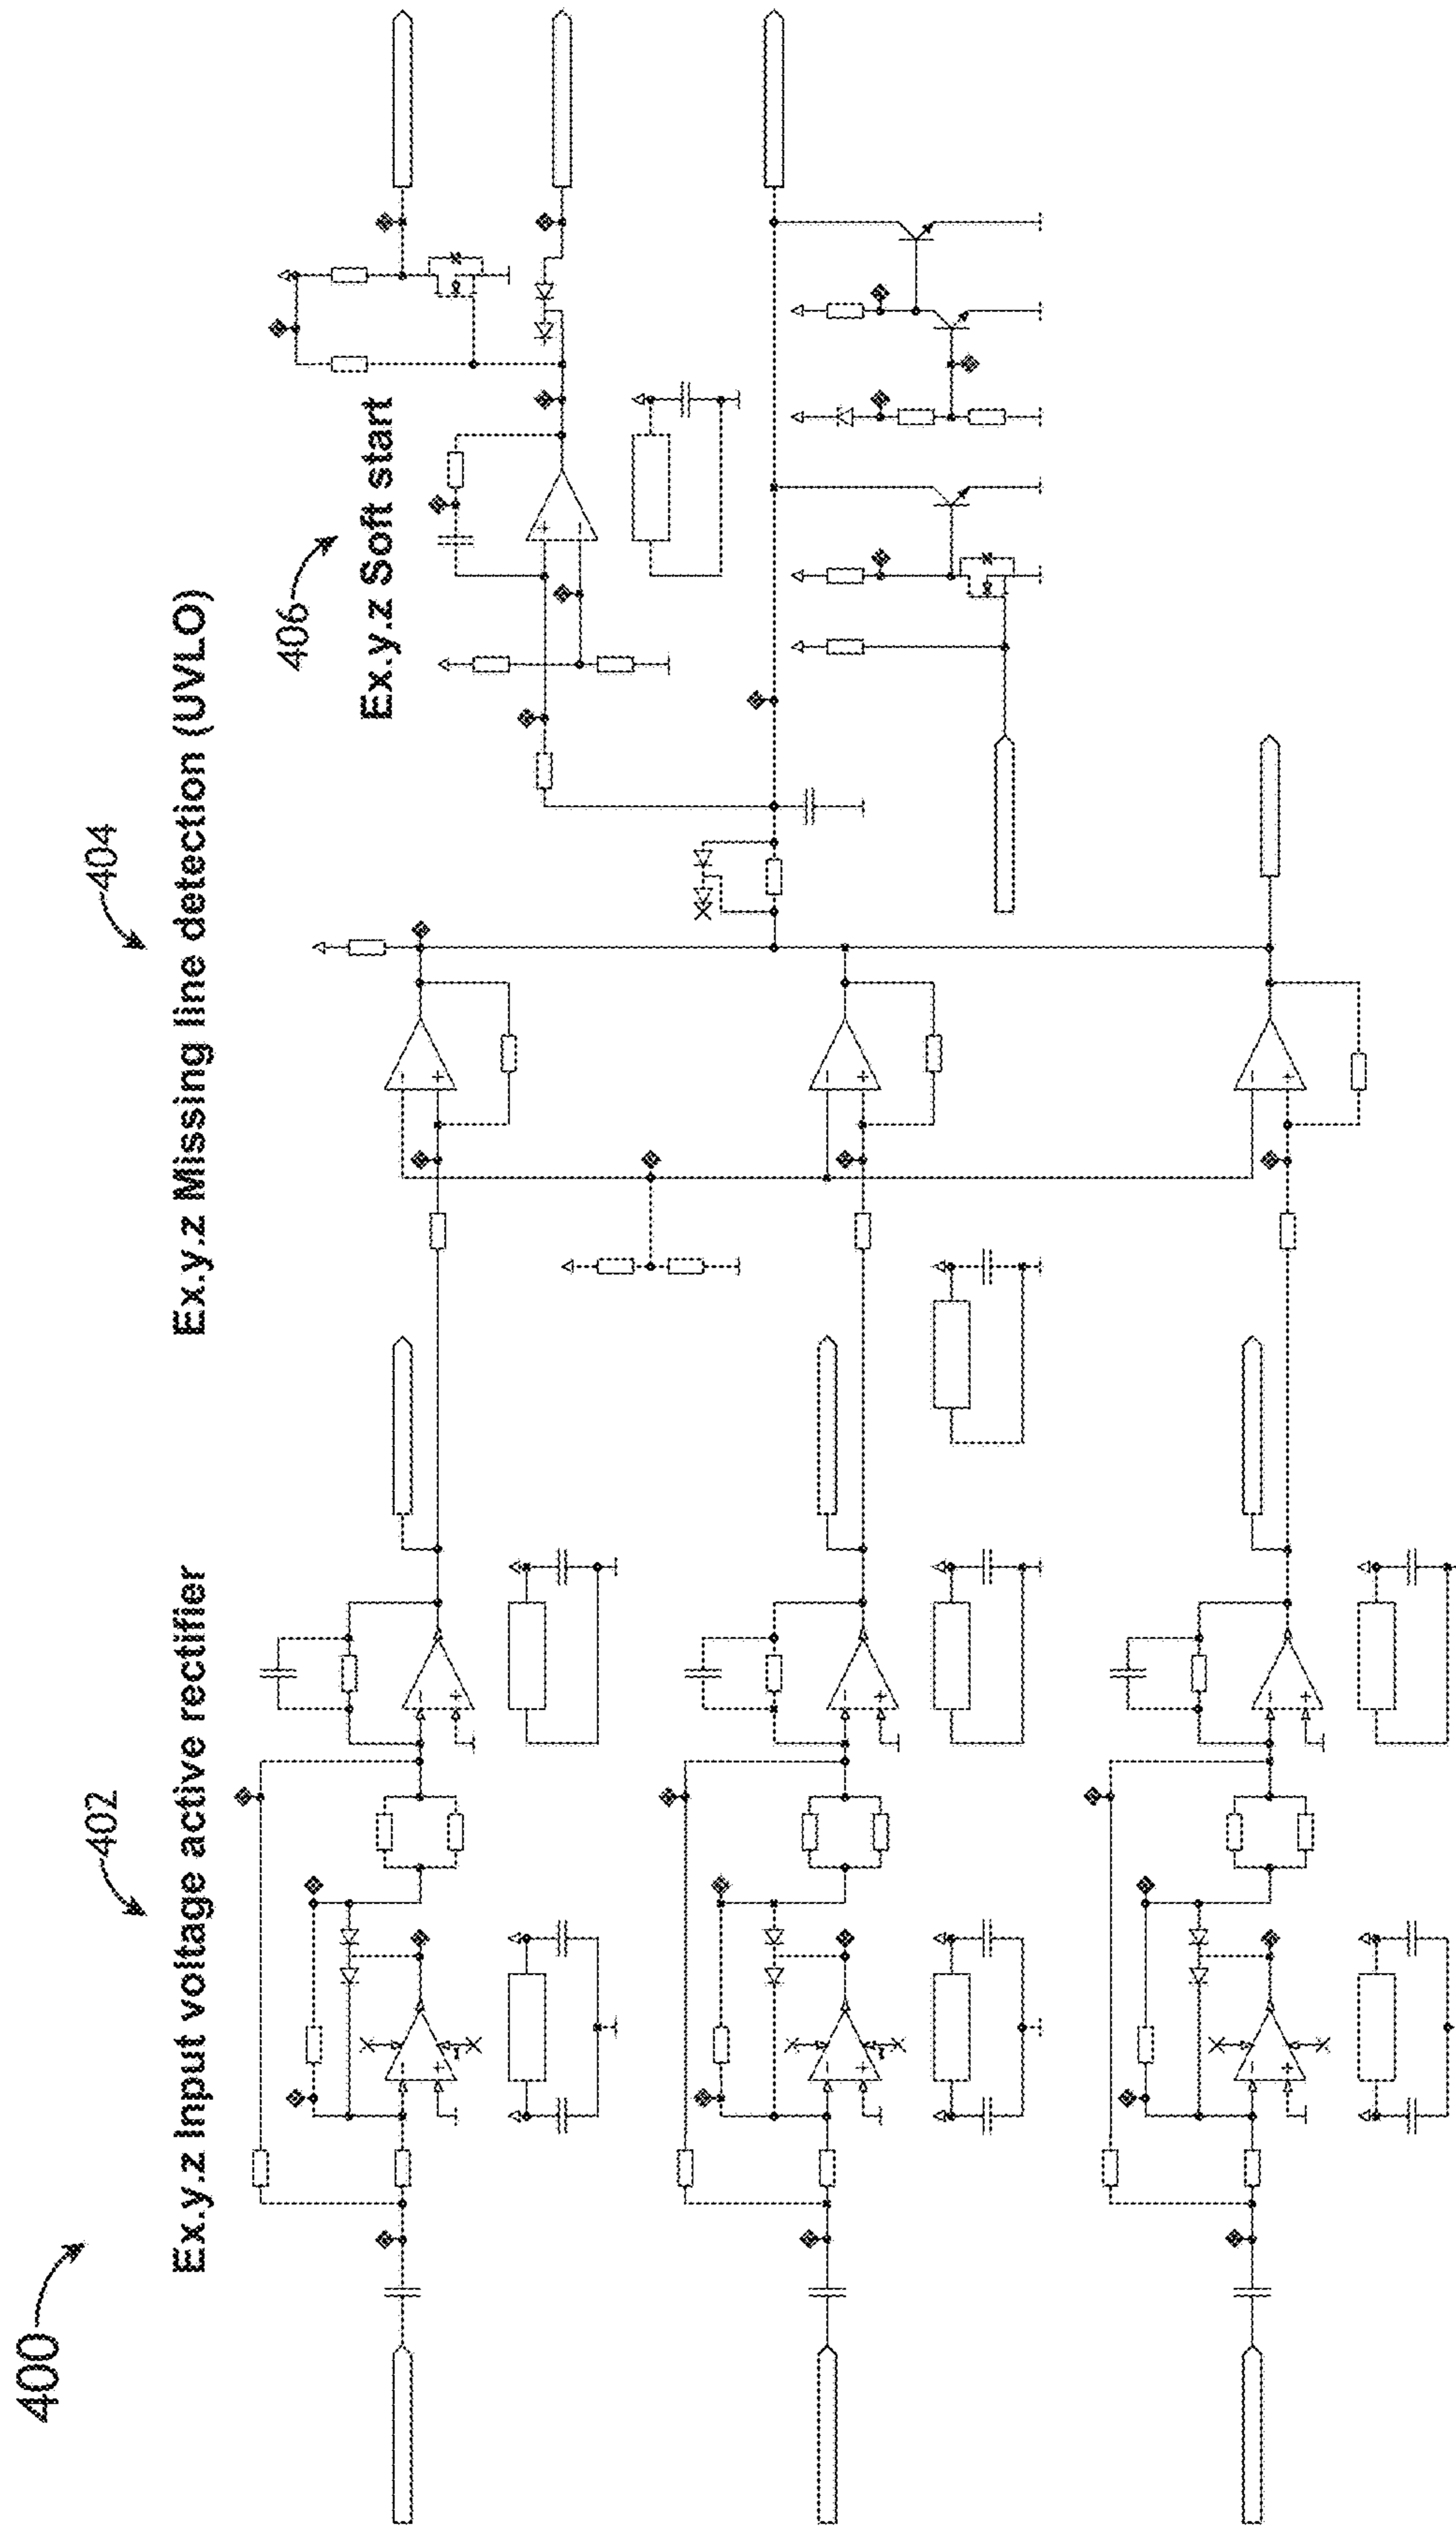 400
402
Ex.y.z Input voltage active rectifier
404
Ex.y.z Missing line detection (UVLO)
406
Ex.y.z Soft start